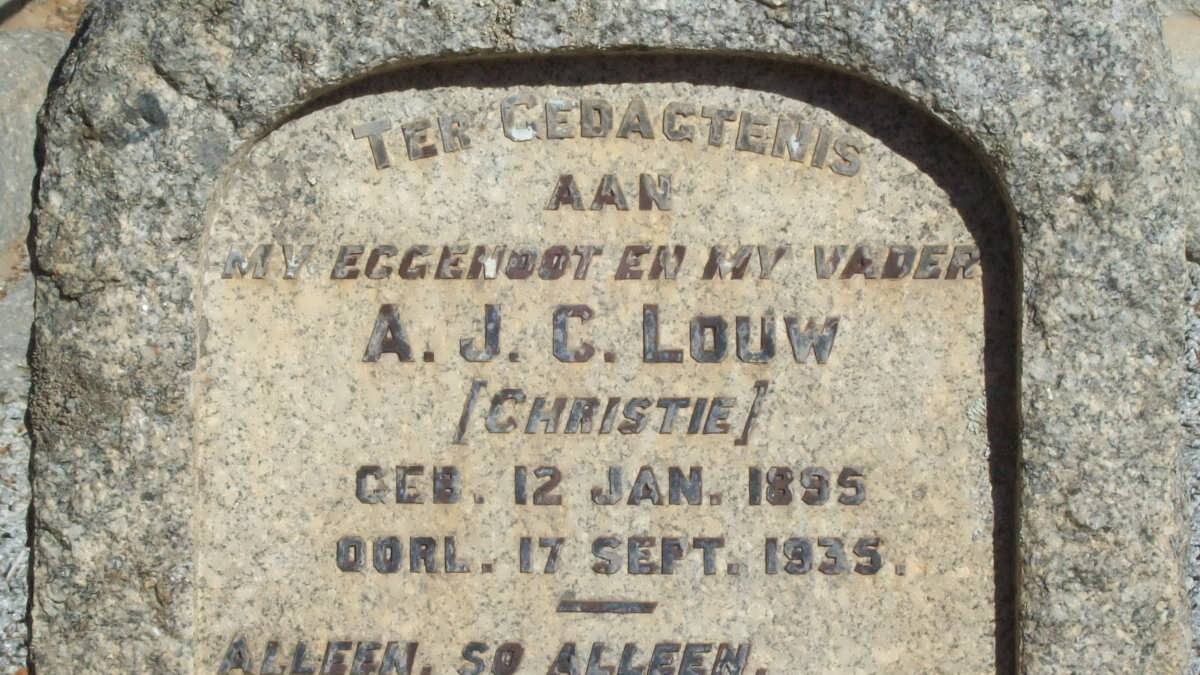 TER GEDACTENIS
AAN
MY EGGENOOT EN MY VADER
A. J. C. LOUW
[CHRISTIE]
GEB. 12 JAN. 1895
OORL. 17 SEPT. 1935.
ALLEEN, SO ALLEEN,